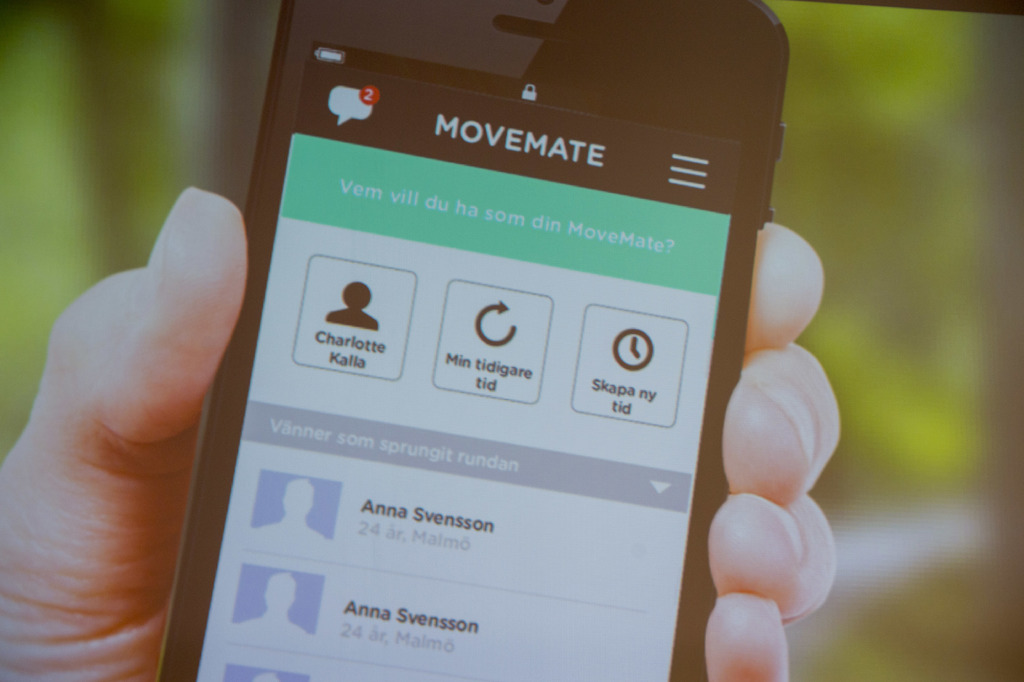 2
MOVEMATE
Vem vill du ha som din MoveMate?
Charlotte
Kalla
Min tidigare
tid
Skapa ny
tid
Vänner som sprungit rundan
Anna Svensson
24 år, Malmö
Anna Svensson
24 år, Malmö